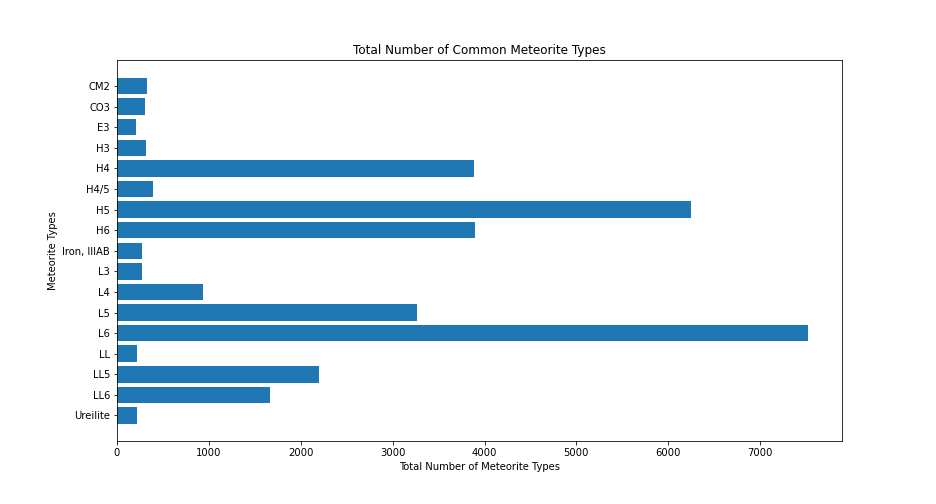 Total Number of Common Meteorite Types
Meteorite Types
CM2
CO3
E3
H3
H4
H4/5
H5
H6
Iron, IIIAB
L3
L4
L5
L6
LL
LL5
LL6
Ureilite
0 1000 2000 3000 4000 5000 6000 7000
Total Number of Meteorite Types